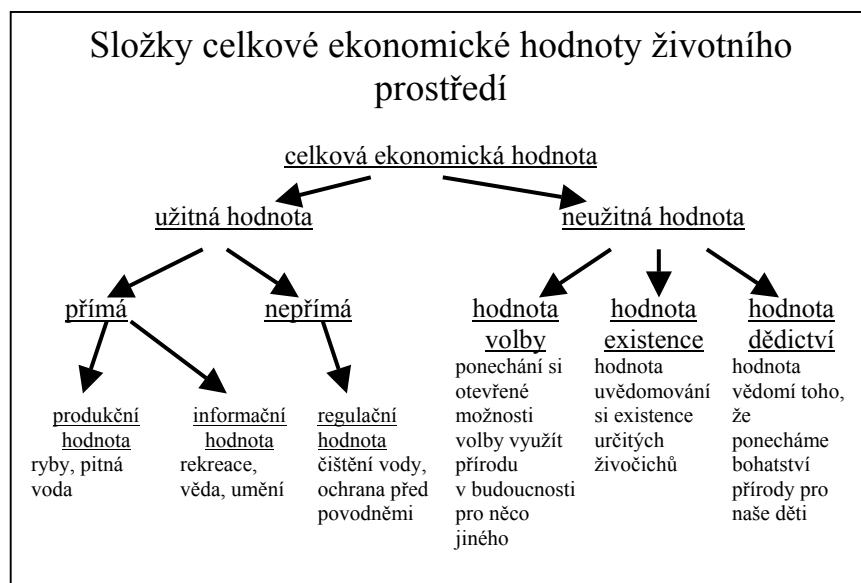 Složky celkové ekonomické hodnoty životního
prostředí
celková ekonomická hodnota
užitná hodnota
neužitná hodnota
přímá
nepřímá
hodnota
volby
ponechání si
otevřené
možnosti
volby využít
přírodu
v budoucnosti
pro něco
jiného
hodnota
existence
hodnota
uvědomování
si existence
určitých
živočichů
hodnota
dědictví
hodnota
vědomí toho,
že
ponecháme
bohatství
přírody pro
naše děti
produkční
hodnota
ryby, pitná
voda
informační
hodnota
rekreace,
věda, umění
regulační
hodnota
čištění vody,
ochrana před
povodněmi